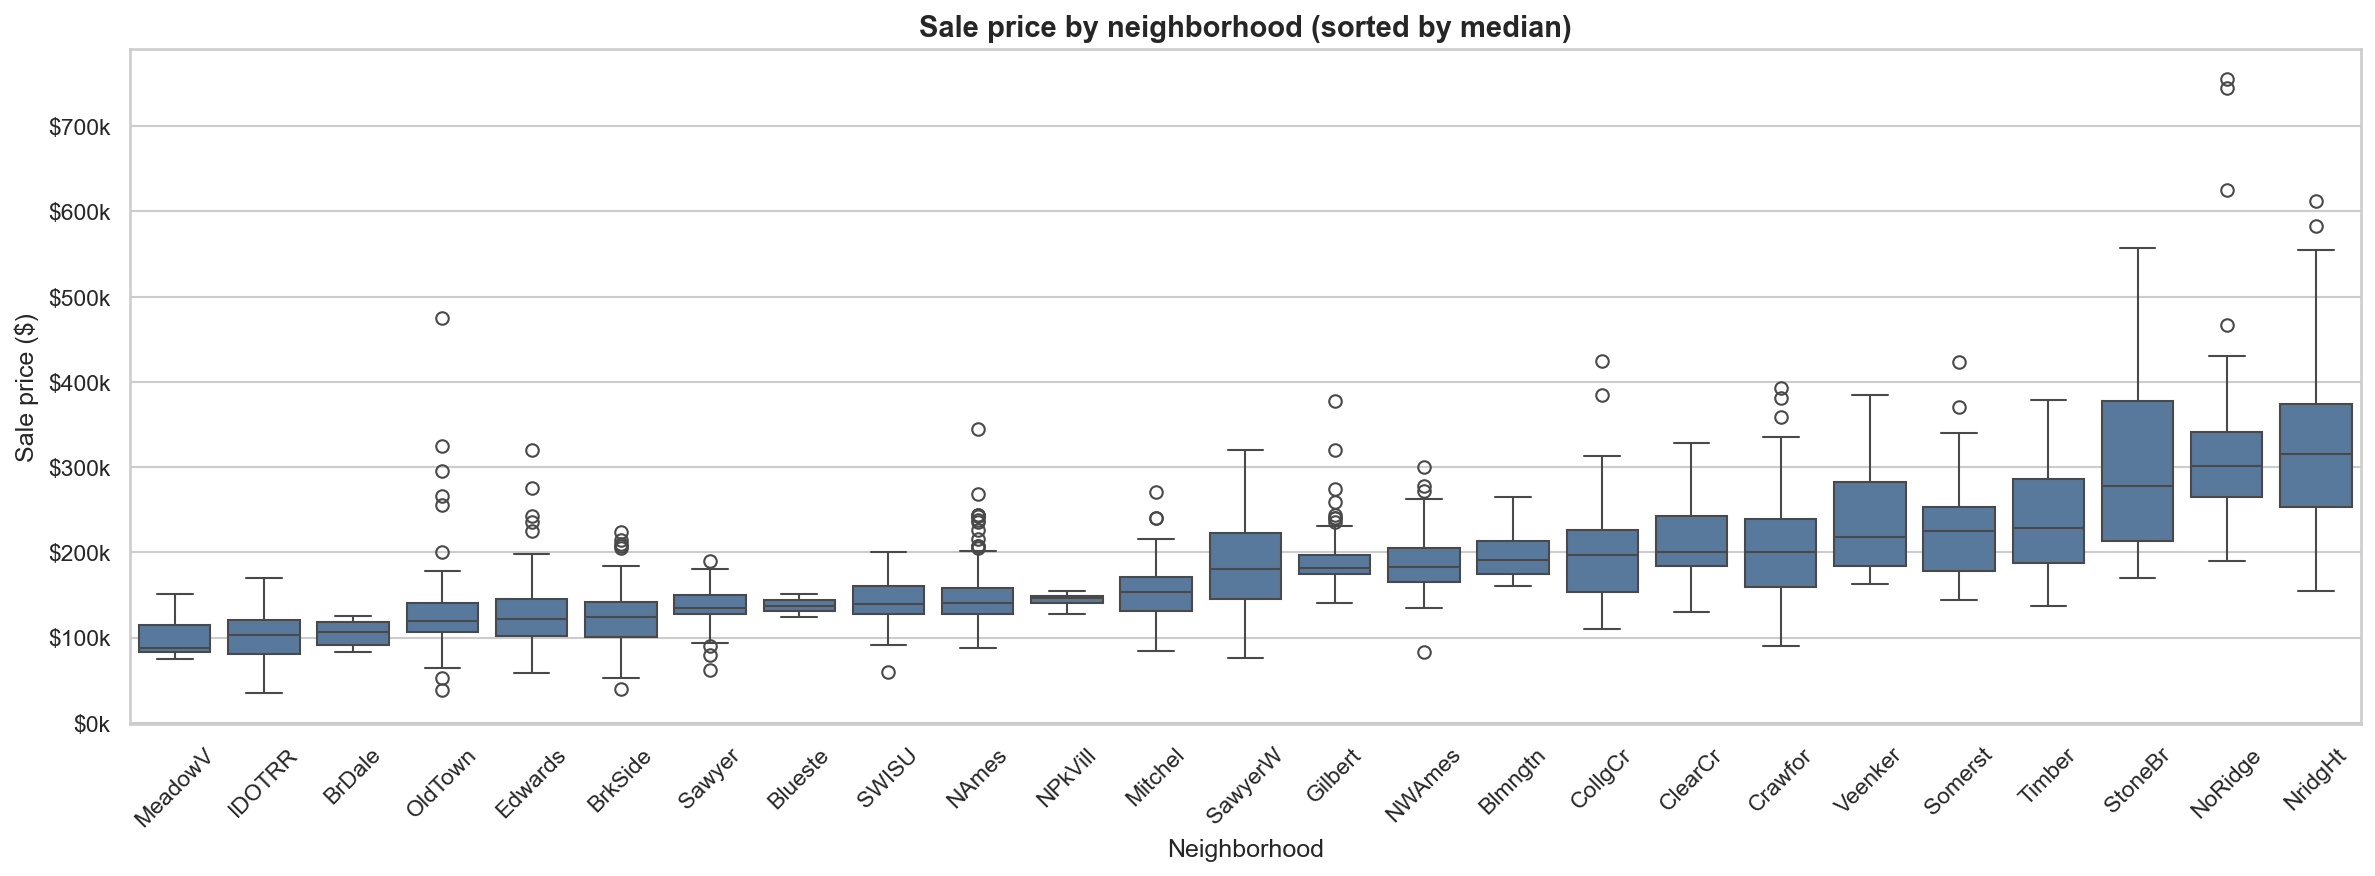 Sale price by neighborhood (sorted by median)
$700k
$600k
$500k
$400k
$300k
$200k
$100k
$0k
Sale price ($)
MeadowV
IDOTRR
BrDale
OldTown
Edwards
BrkSide
Sawyer
Blueste
SWISU
NAmes
NPkVill
Mitchel
SawyerW
Gilbert
NWAmes
Blmngtn
CollgCr
ClearCr
Crawfor
Veenker
Somerst
Timber
StoneBr
NoRidge
NridgHt
Neighborhood